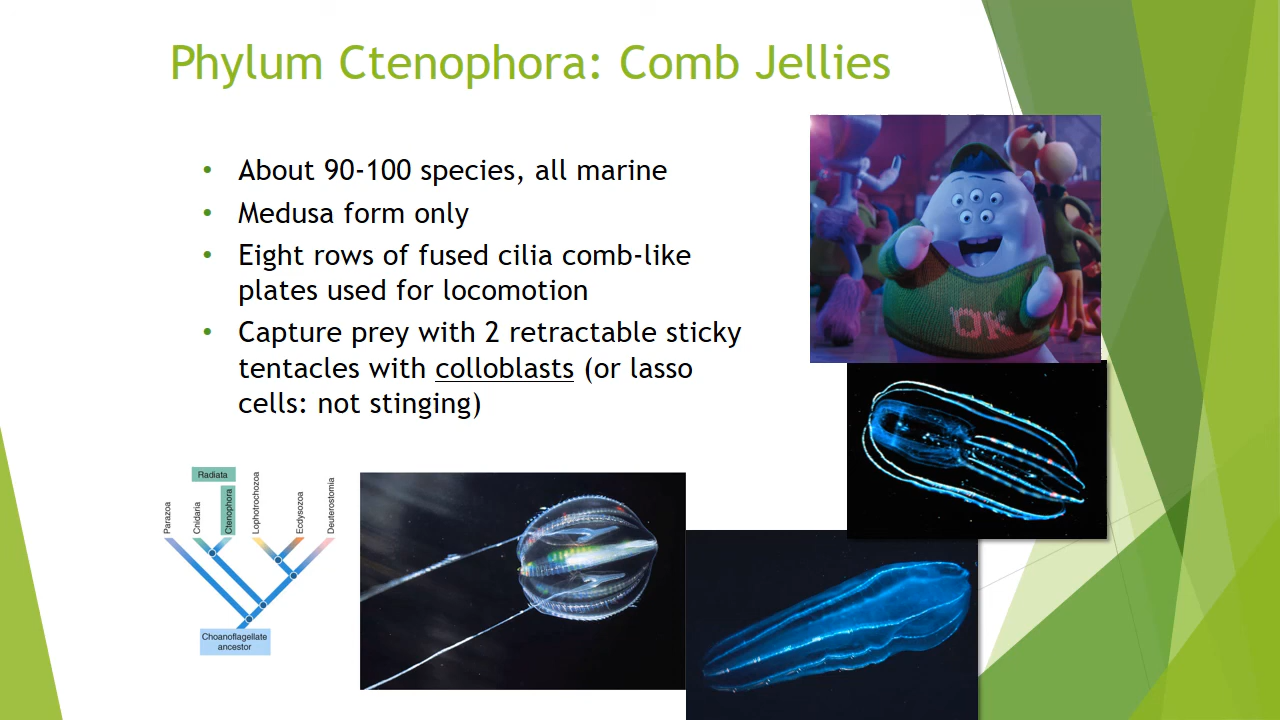 Phylum Ctenophora: Comb Jellies
• About 90-100 species, all marine
• Medusa form only
• Eight rows of fused cilia comb-like
plates used for locomotion
• Capture prey with 2 retractable sticky
tentacles with colloblasts (or lasso
cells: not stinging)
OK
Radiata
Parazoa
Cnidaria
Ctenophora
Lophotrochozoa
Ecdysozoa
Deuterostomia
Choanoflagellate
ancestor